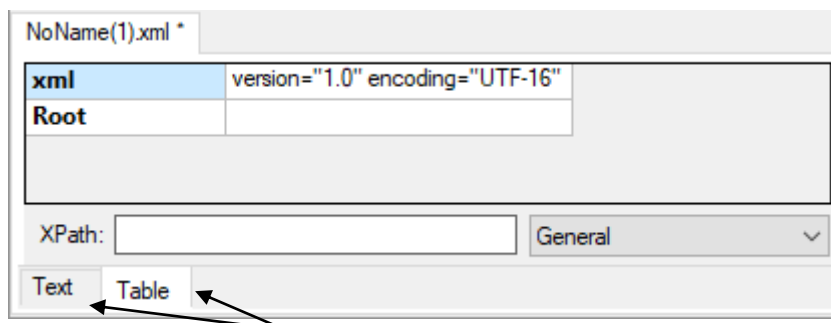 NoName(1).xml *
xml version="1.0" encoding="UTF-16"
Root
XPath: General
Text Table